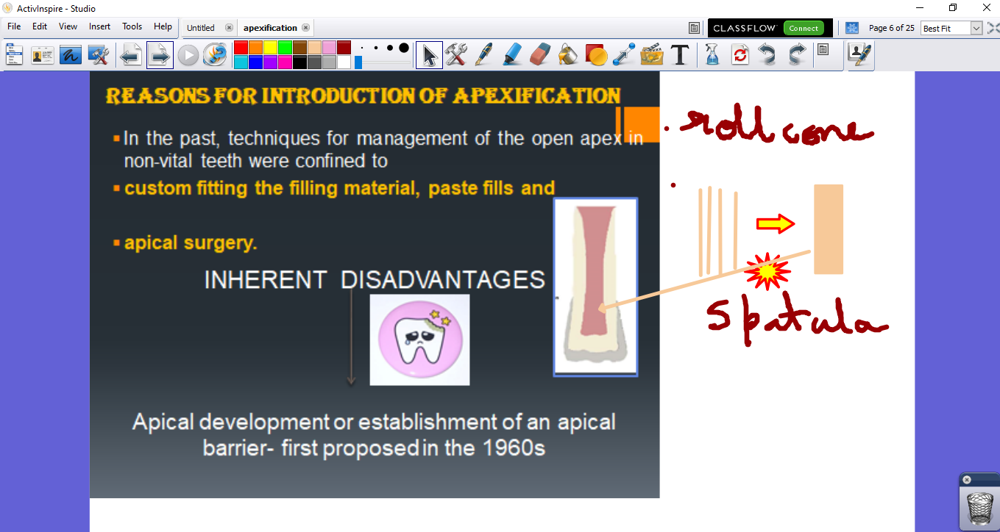 ActivInspire - Studio
File Edit View Insert Tools Help
Untitled
apexification
CLASSFLOW
Connect
Page 6 of 25
Best Fit
REASONS FOR INTRODUCTION OF APEXIFICATION
In the past, techniques for management of the open apex in
non-vital teeth were confined to
custom fitting the filling material, paste fills and
apical surgery.
INHERENT DISADVANTAGES
Apical development or establishment of an apical
barrier- first proposed in the 1960s
roll cone
Spatula